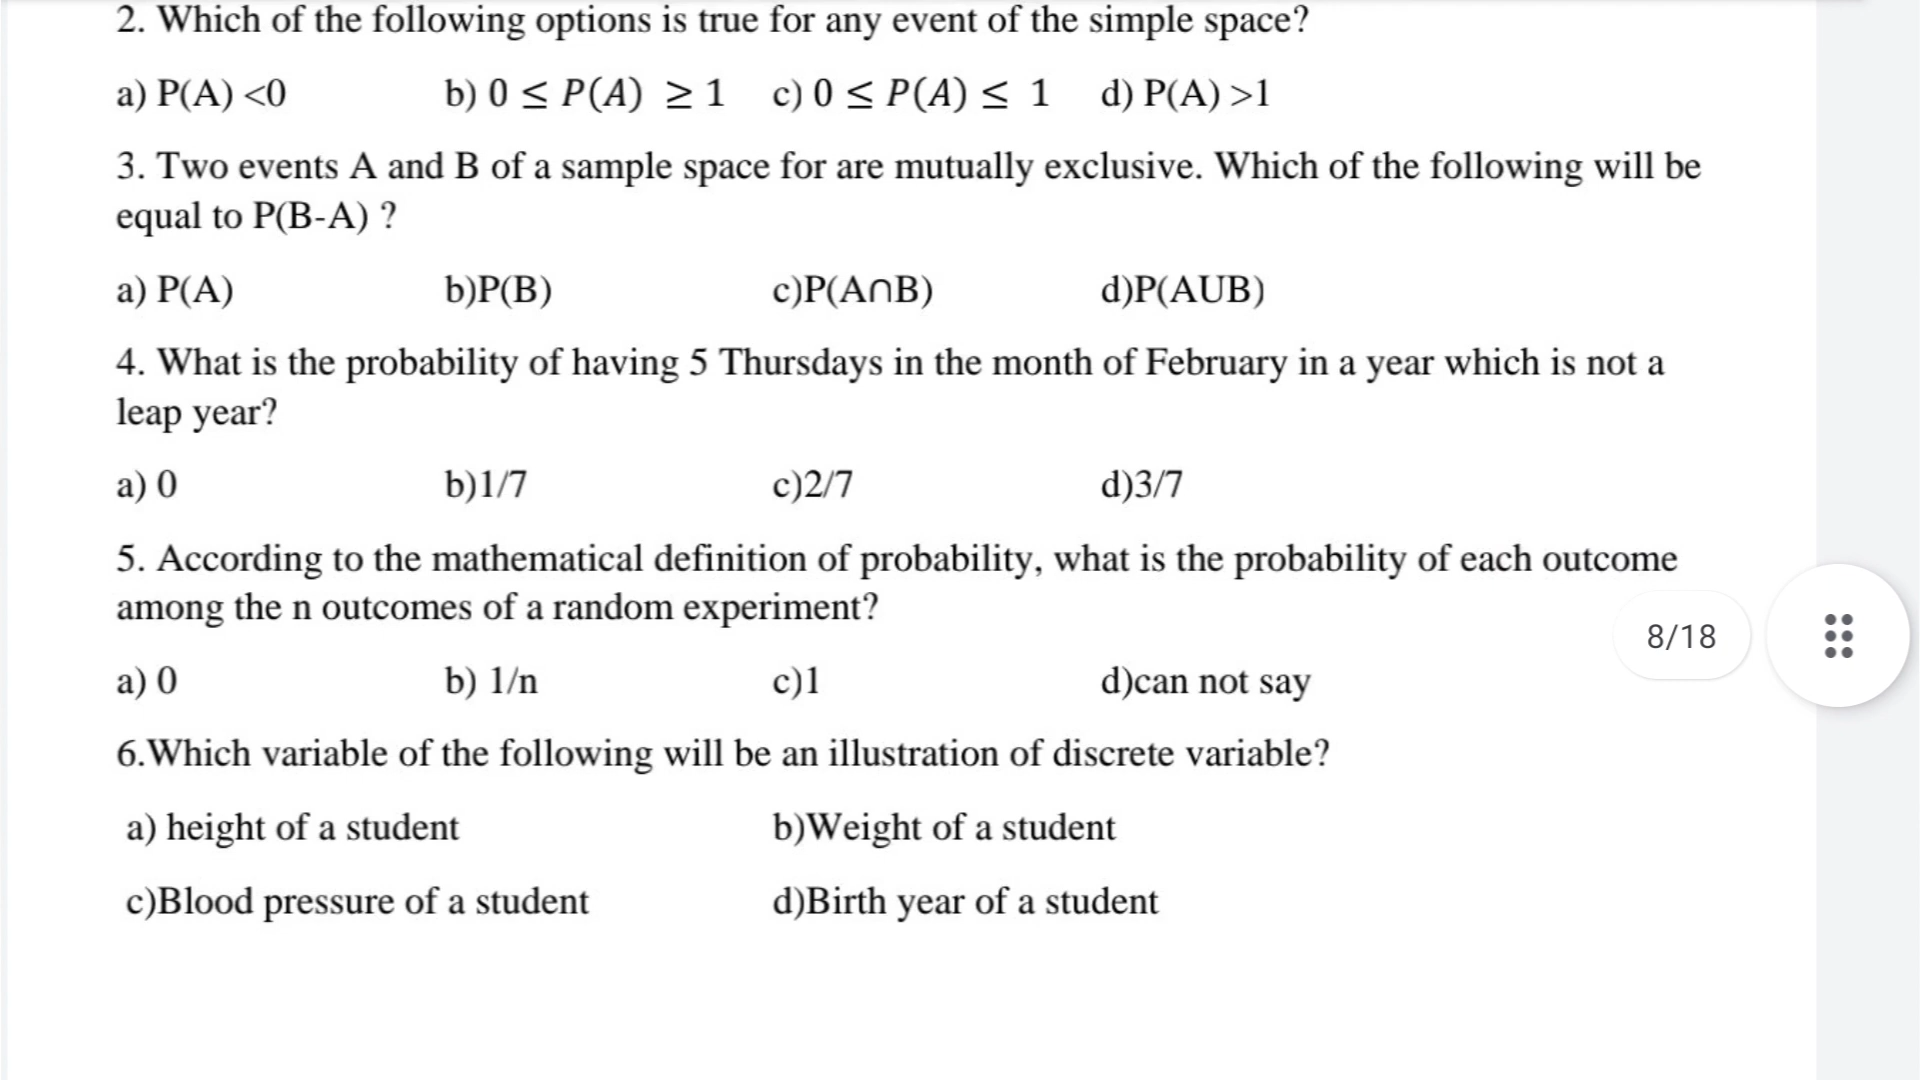 2. Which of the following options is true for any event of the simple space?
a) P(A) <0 b) 0 ≤ P(A) ≥ 1 c) 0 ≤ P(A) ≤ 1 d) P(A) >1
3. Two events A and B of a sample space for are mutually exclusive. Which of the following will be
equal to P(B-A) ?
a) P(A) b)P(B) c)P(A∩B) d)P(AUB)
4. What is the probability of having 5 Thursdays in the month of February in a year which is not a
leap year?
a) 0 b)1/7 c)2/7 d)3/7
5. According to the mathematical definition of probability, what is the probability of each outcome
among the n outcomes of a random experiment?
8/18
a) 0 b) 1/n c)1 d)can not say
6.Which variable of the following will be an illustration of discrete variable?
a) height of a student b)Weight of a student
c)Blood pressure of a student d)Birth year of a student